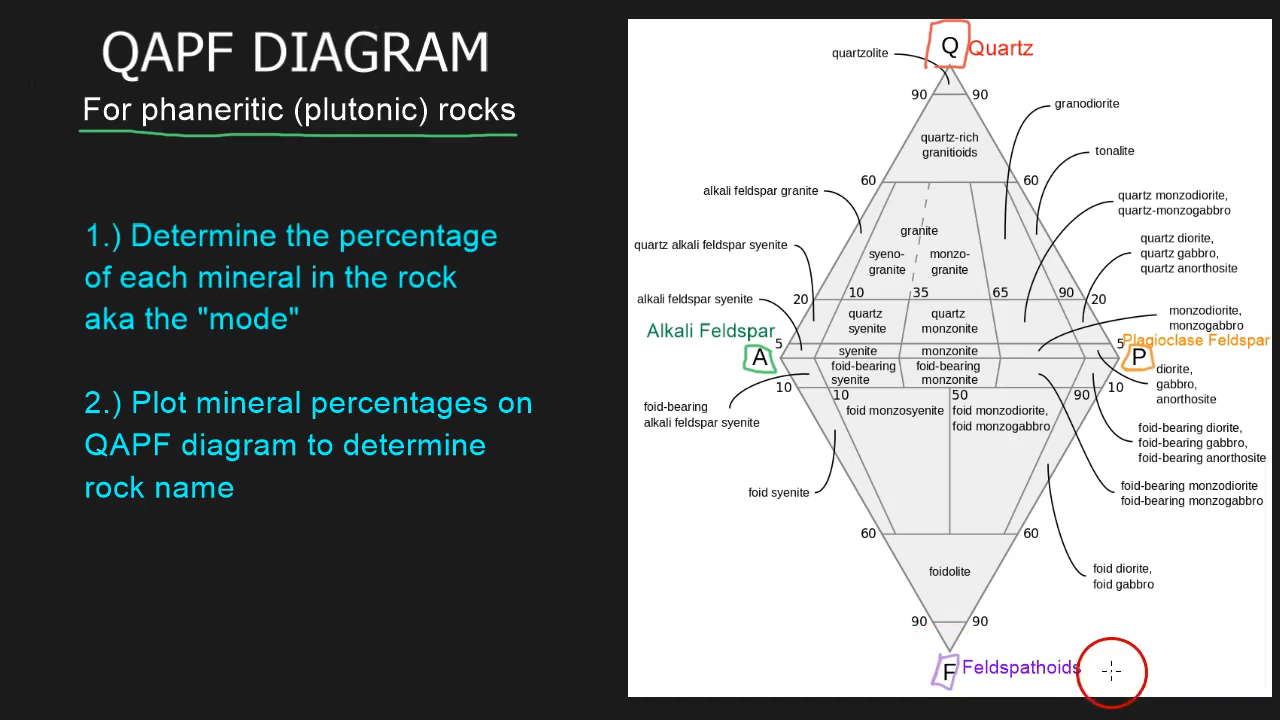 QAPF DIAGRAM
For phaneritic (plutonic) rocks
1.) Determine the percentage
of each mineral in the rock
aka the "mode"
2.) Plot mineral percentages on
QAPF diagram to determine
rock name
Q Quartz
quartzolite
90 90
granodiorite
quartz-rich
granitioids
tonalite
60 60
alkali feldspar granite
quartz monzodiorite,
quartz-monzogabbro
granite
quartz alkali feldspar syenite
quartz diorite,
quartz gabbro,
quartz anorthosite
syeno-
granite
monzo-
granite
alkali feldspar syenite
20 10 35 65 90 20
quartz
syenite
quartz
monzonite
monzodiorite,
monzogabbro
Alkali Feldspar
Plagioclase Feldspar
5 5
A
syenite
monzonite
P
foid-bearing
syenite
foid-bearing
monzonite
diorite,
gabbro,
anorthosite
10 10 50 90 10
foid-bearing
alkali feldspar syenite
foid monzosyenite
foid monzodiorite,
foid monzogabbro
foid-bearing diorite,
foid-bearing gabbro,
foid-bearing anorthosite
foid syenite
foid-bearing monzodiorite
foid-bearing monzogabbro
60 60
foidolite
foid diorite,
foid gabbro
90 90
F Feldspathoids